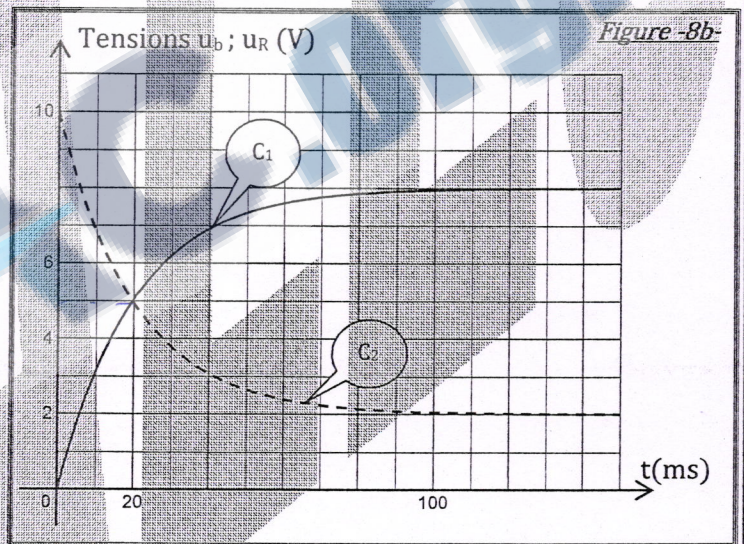 Tensions u_b ; u_R (V)
Figure -8b-
10
C₁
6
4
C₂
2
t(ms)
0
20
100